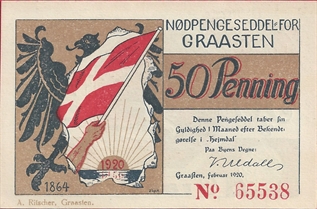 NØDPENGESEDDEL FOR
GRAASTEN
50 Penning
Denne Pengeseddel taber sin
Gyldighed 1 Maaned efter Bekendt-
gørelse i „Hejmdal"
Paa Byens Vegne:
Graasten, februar 1920.
1920
1864
No 65538
A. Rüscher, Graasten.